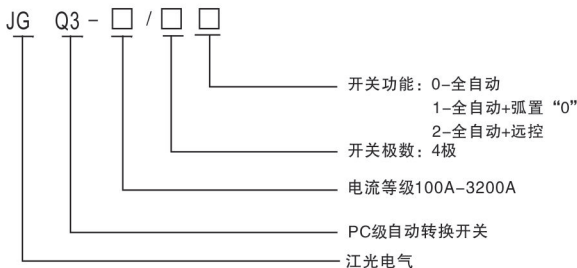 JG Q3-□/□ □
开关功能：0-全自动
1-全自动+弧置“0”
2-全自动+远控
开关极数：4极
电流等级100A-3200A
PC级自动转换开关
江光电气